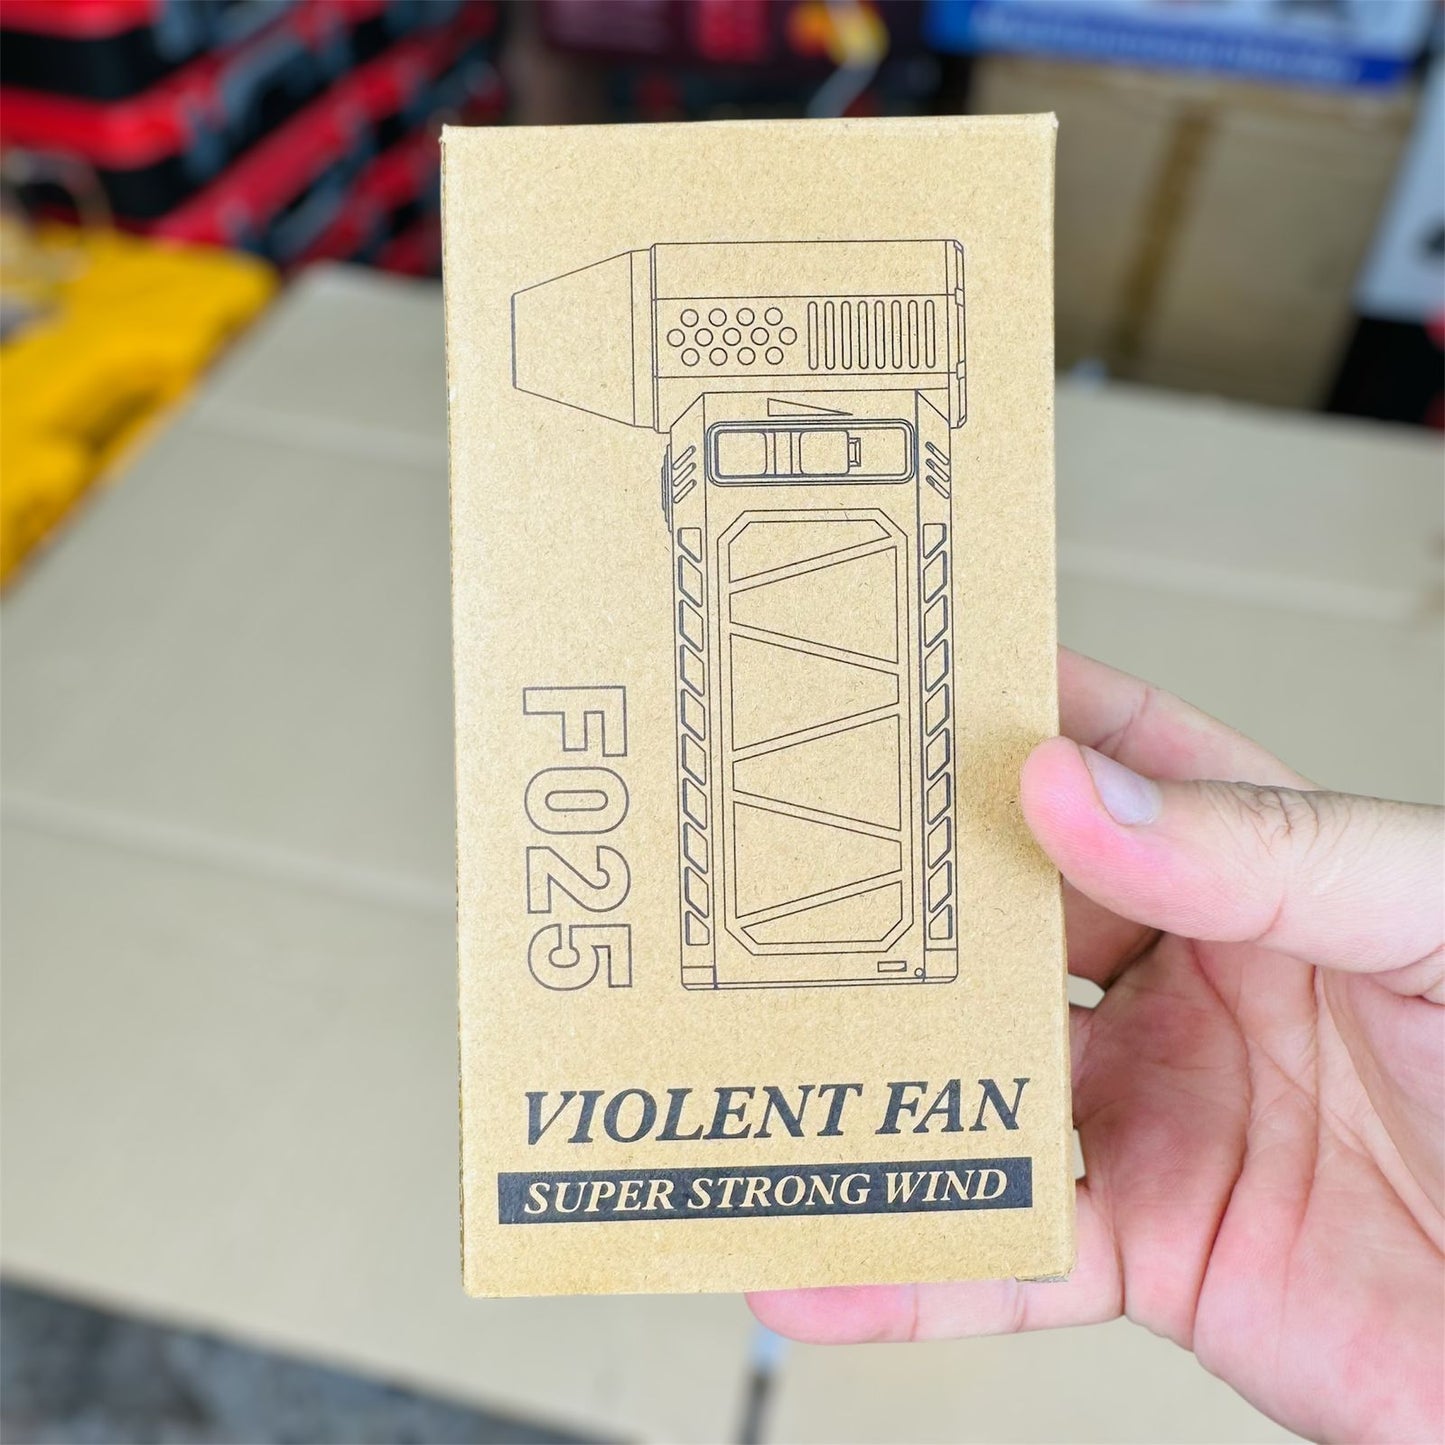 F025
VIOLENT FAN
SUPER STRONG WIND